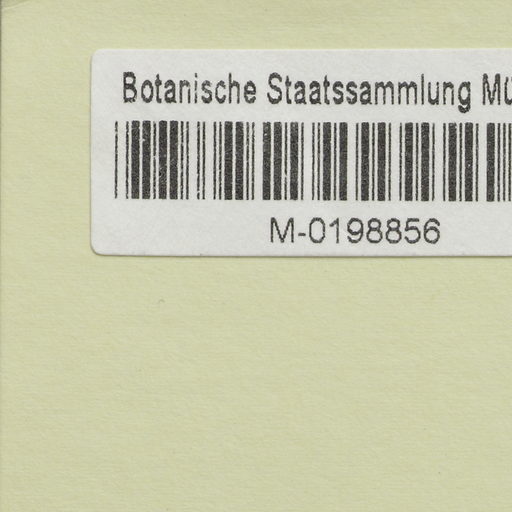 Botanische Staatssammlung Mü
M-0198856